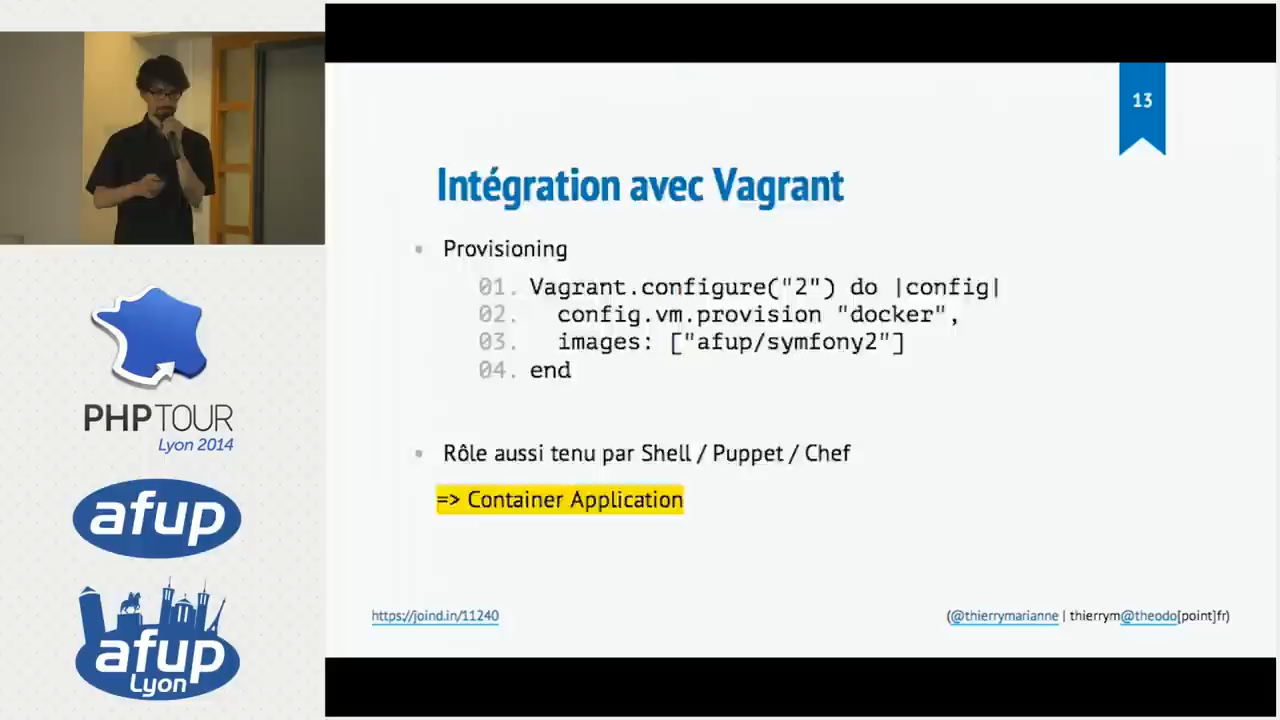 13
Intégration avec Vagrant
Provisioning
01. Vagrant.configure("2") do |config|
02. config.vm.provision "docker",
03. images: ["afup/symfony2"]
04. end
Rôle aussi tenu par Shell / Puppet / Chef
=> Container Application
https://joind.in/11240
(@thierrymarianne | thierrym@theodo[point]fr)
PHPTOUR
Lyon 2014
afup
afup
Lyon